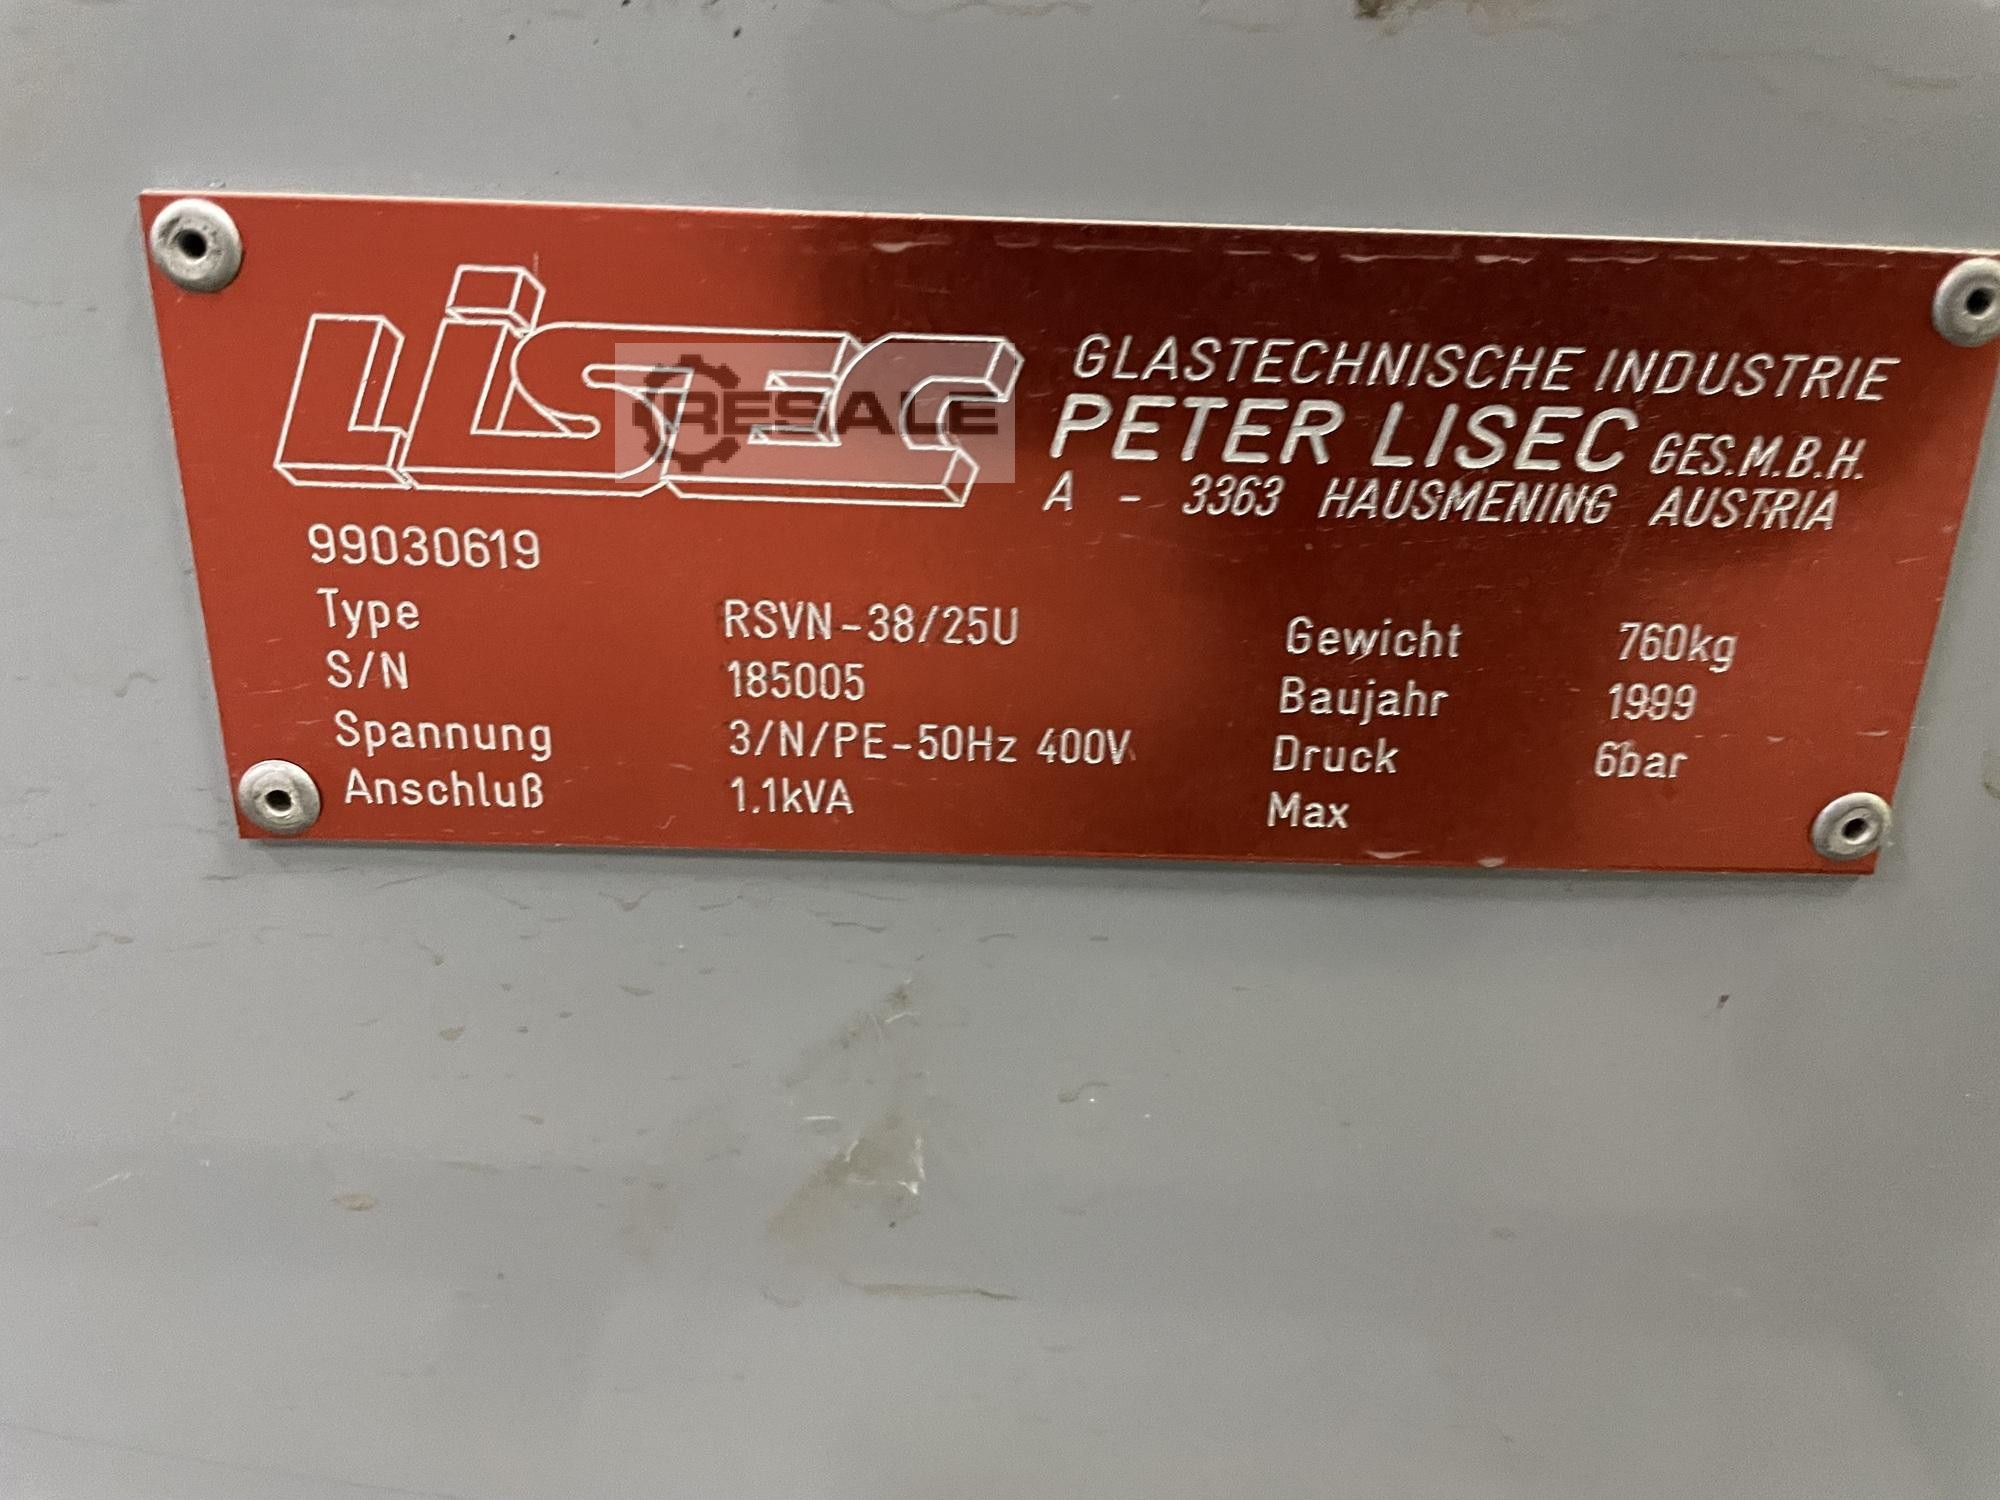 LiSEC
RESALE
GLASTECHNISCHE INDUSTRIE
PETER LISEC GES.M.B.H.
A - 3363 HAUSMENING AUSTRIA
99030619
Type RSVN-38/25U Gewicht 760kg
S/N 185005 Baujahr 1999
Spannung 3/N/PE-50Hz 400V Druck 6bar
Anschluß 1.1kVA Max